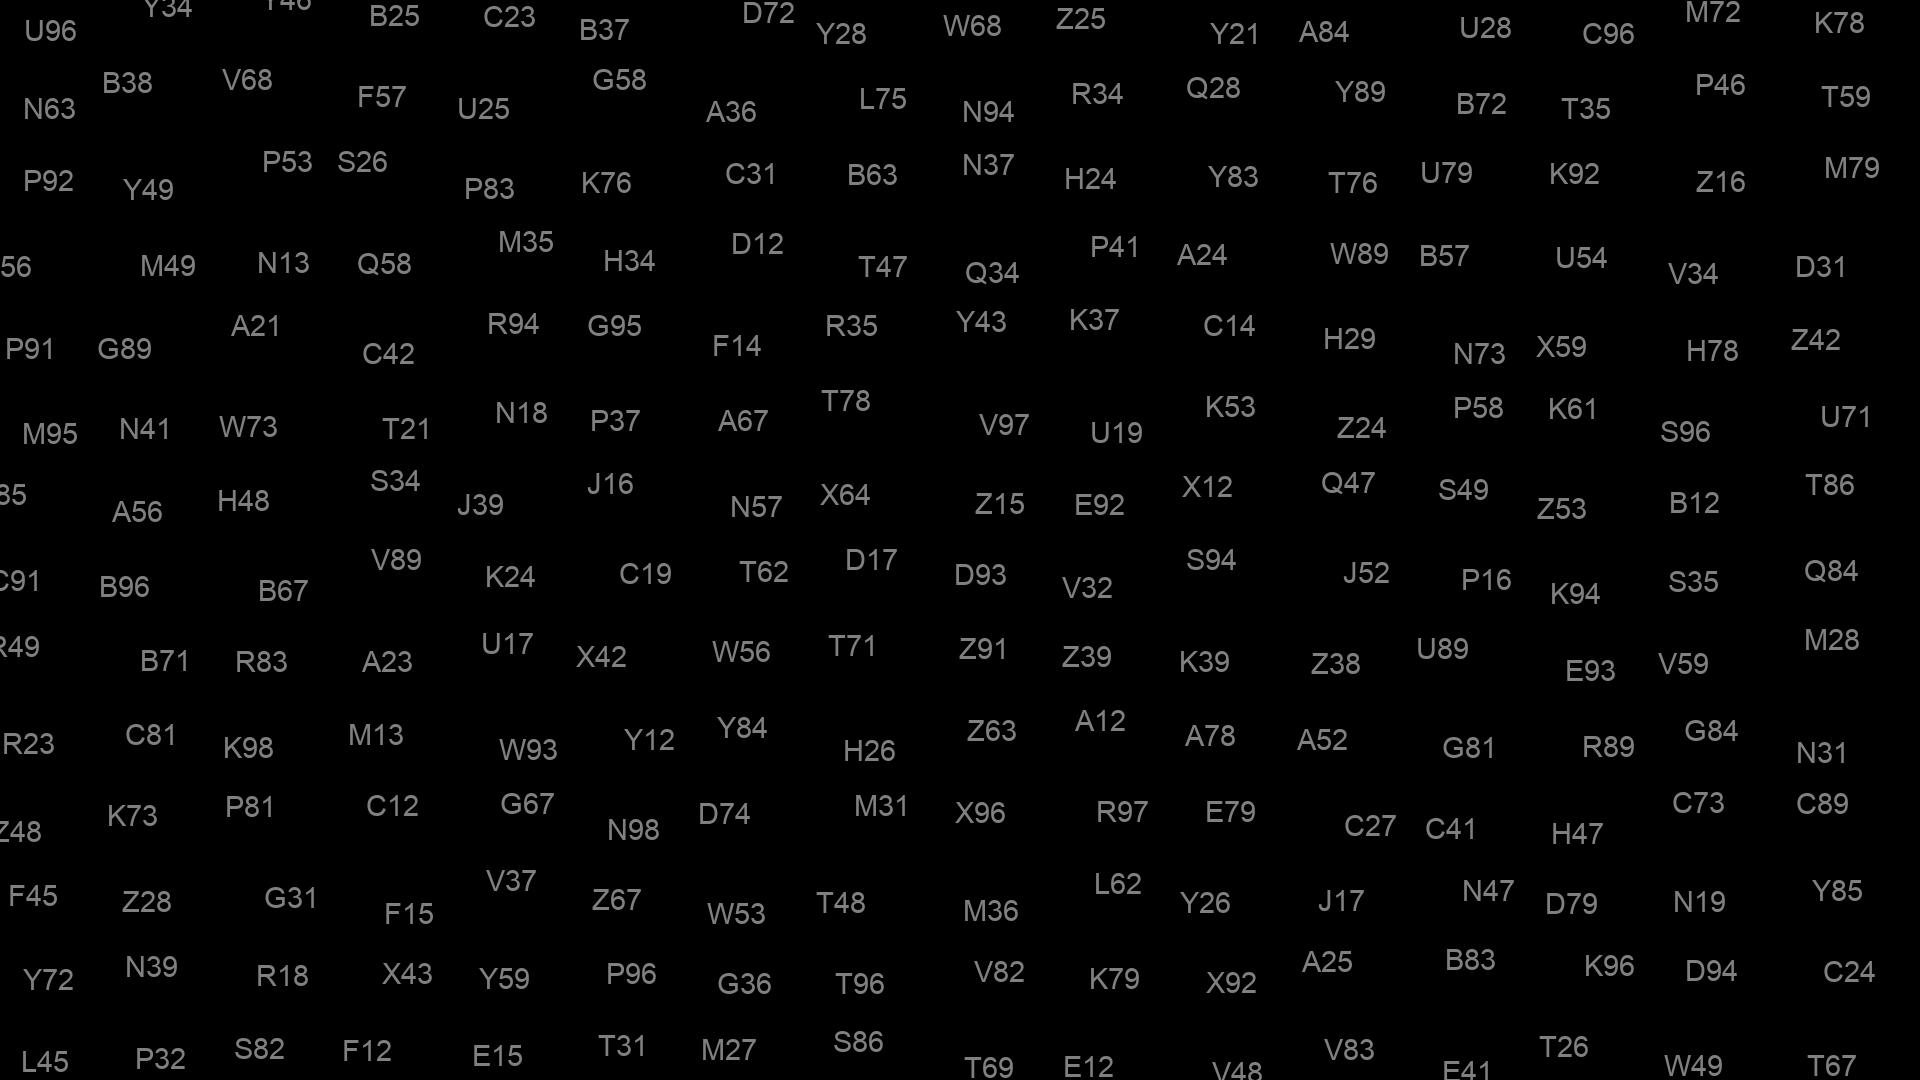 U96 Y34 Y46 B25 C23 B37 D72 Y28 W68 Z25 Y21 A84 U28 C96 M72 K78
N63 B38 V68 F57 U25 G58 A36 L75 N94 R34 Q28 Y89 B72 T35 P46 T59
P92 Y49 P53 S26 P83 K76 C31 B63 N37 H24 Y83 T76 U79 K92 Z16 M79
56 M49 N13 Q58 M35 H34 D12 T47 Q34 P41 A24 W89 B57 U54 V34 D31
P91 G89 A21 C42 R94 G95 F14 R35 Y43 K37 C14 H29 N73 X59 H78 Z42
M95 N41 W73 T21 N18 P37 A67 T78 V97 U19 K53 Z24 P58 K61 S96 U71
85 A56 H48 S34 J39 J16 N57 X64 Z15 E92 X12 Q47 S49 Z53 B12 T86
C91 B96 B67 V89 K24 C19 T62 D17 D93 V32 S94 J52 P16 K94 S35 Q84
R49 B71 R83 A23 U17 X42 W56 T71 Z91 Z39 K39 Z38 U89 E93 V59 M28
R23 C81 K98 M13 W93 Y12 Y84 H26 Z63 A12 A78 A52 G81 R89 G84 N31
Z48 K73 P81 C12 G67 N98 D74 M31 X96 R97 E79 C27 C41 H47 C73 C89
F45 Z28 G31 F15 V37 Z67 W53 T48 M36 L62 Y26 J17 N47 D79 N19 Y85
Y72 N39 R18 X43 Y59 P96 G36 T96 V82 K79 X92 A25 B83 K96 D94 C24
L45 P32 S82 F12 E15 T31 M27 S86 T69 E12 V48 V83 E41 T26 W49 T67